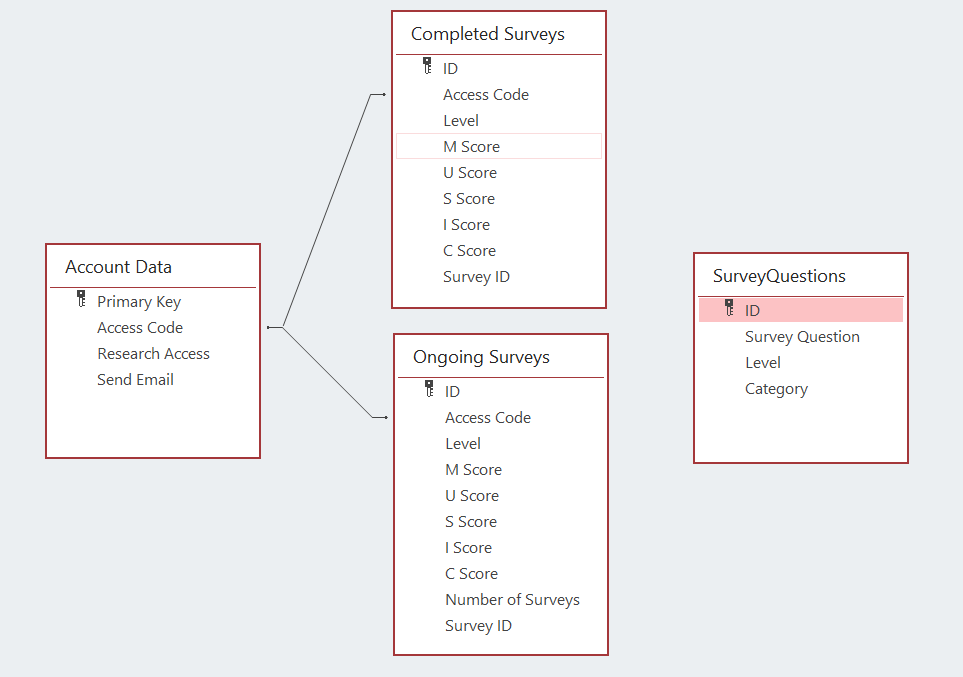 Completed Surveys
ID
Access Code
Level
M Score
U Score
S Score
I Score
C Score
Survey ID
Account Data
Primary Key
Access Code
Research Access
Send Email
Ongoing Surveys
ID
Access Code
Level
M Score
U Score
S Score
I Score
C Score
Number of Surveys
Survey ID
SurveyQuestions
ID
Survey Question
Level
Category